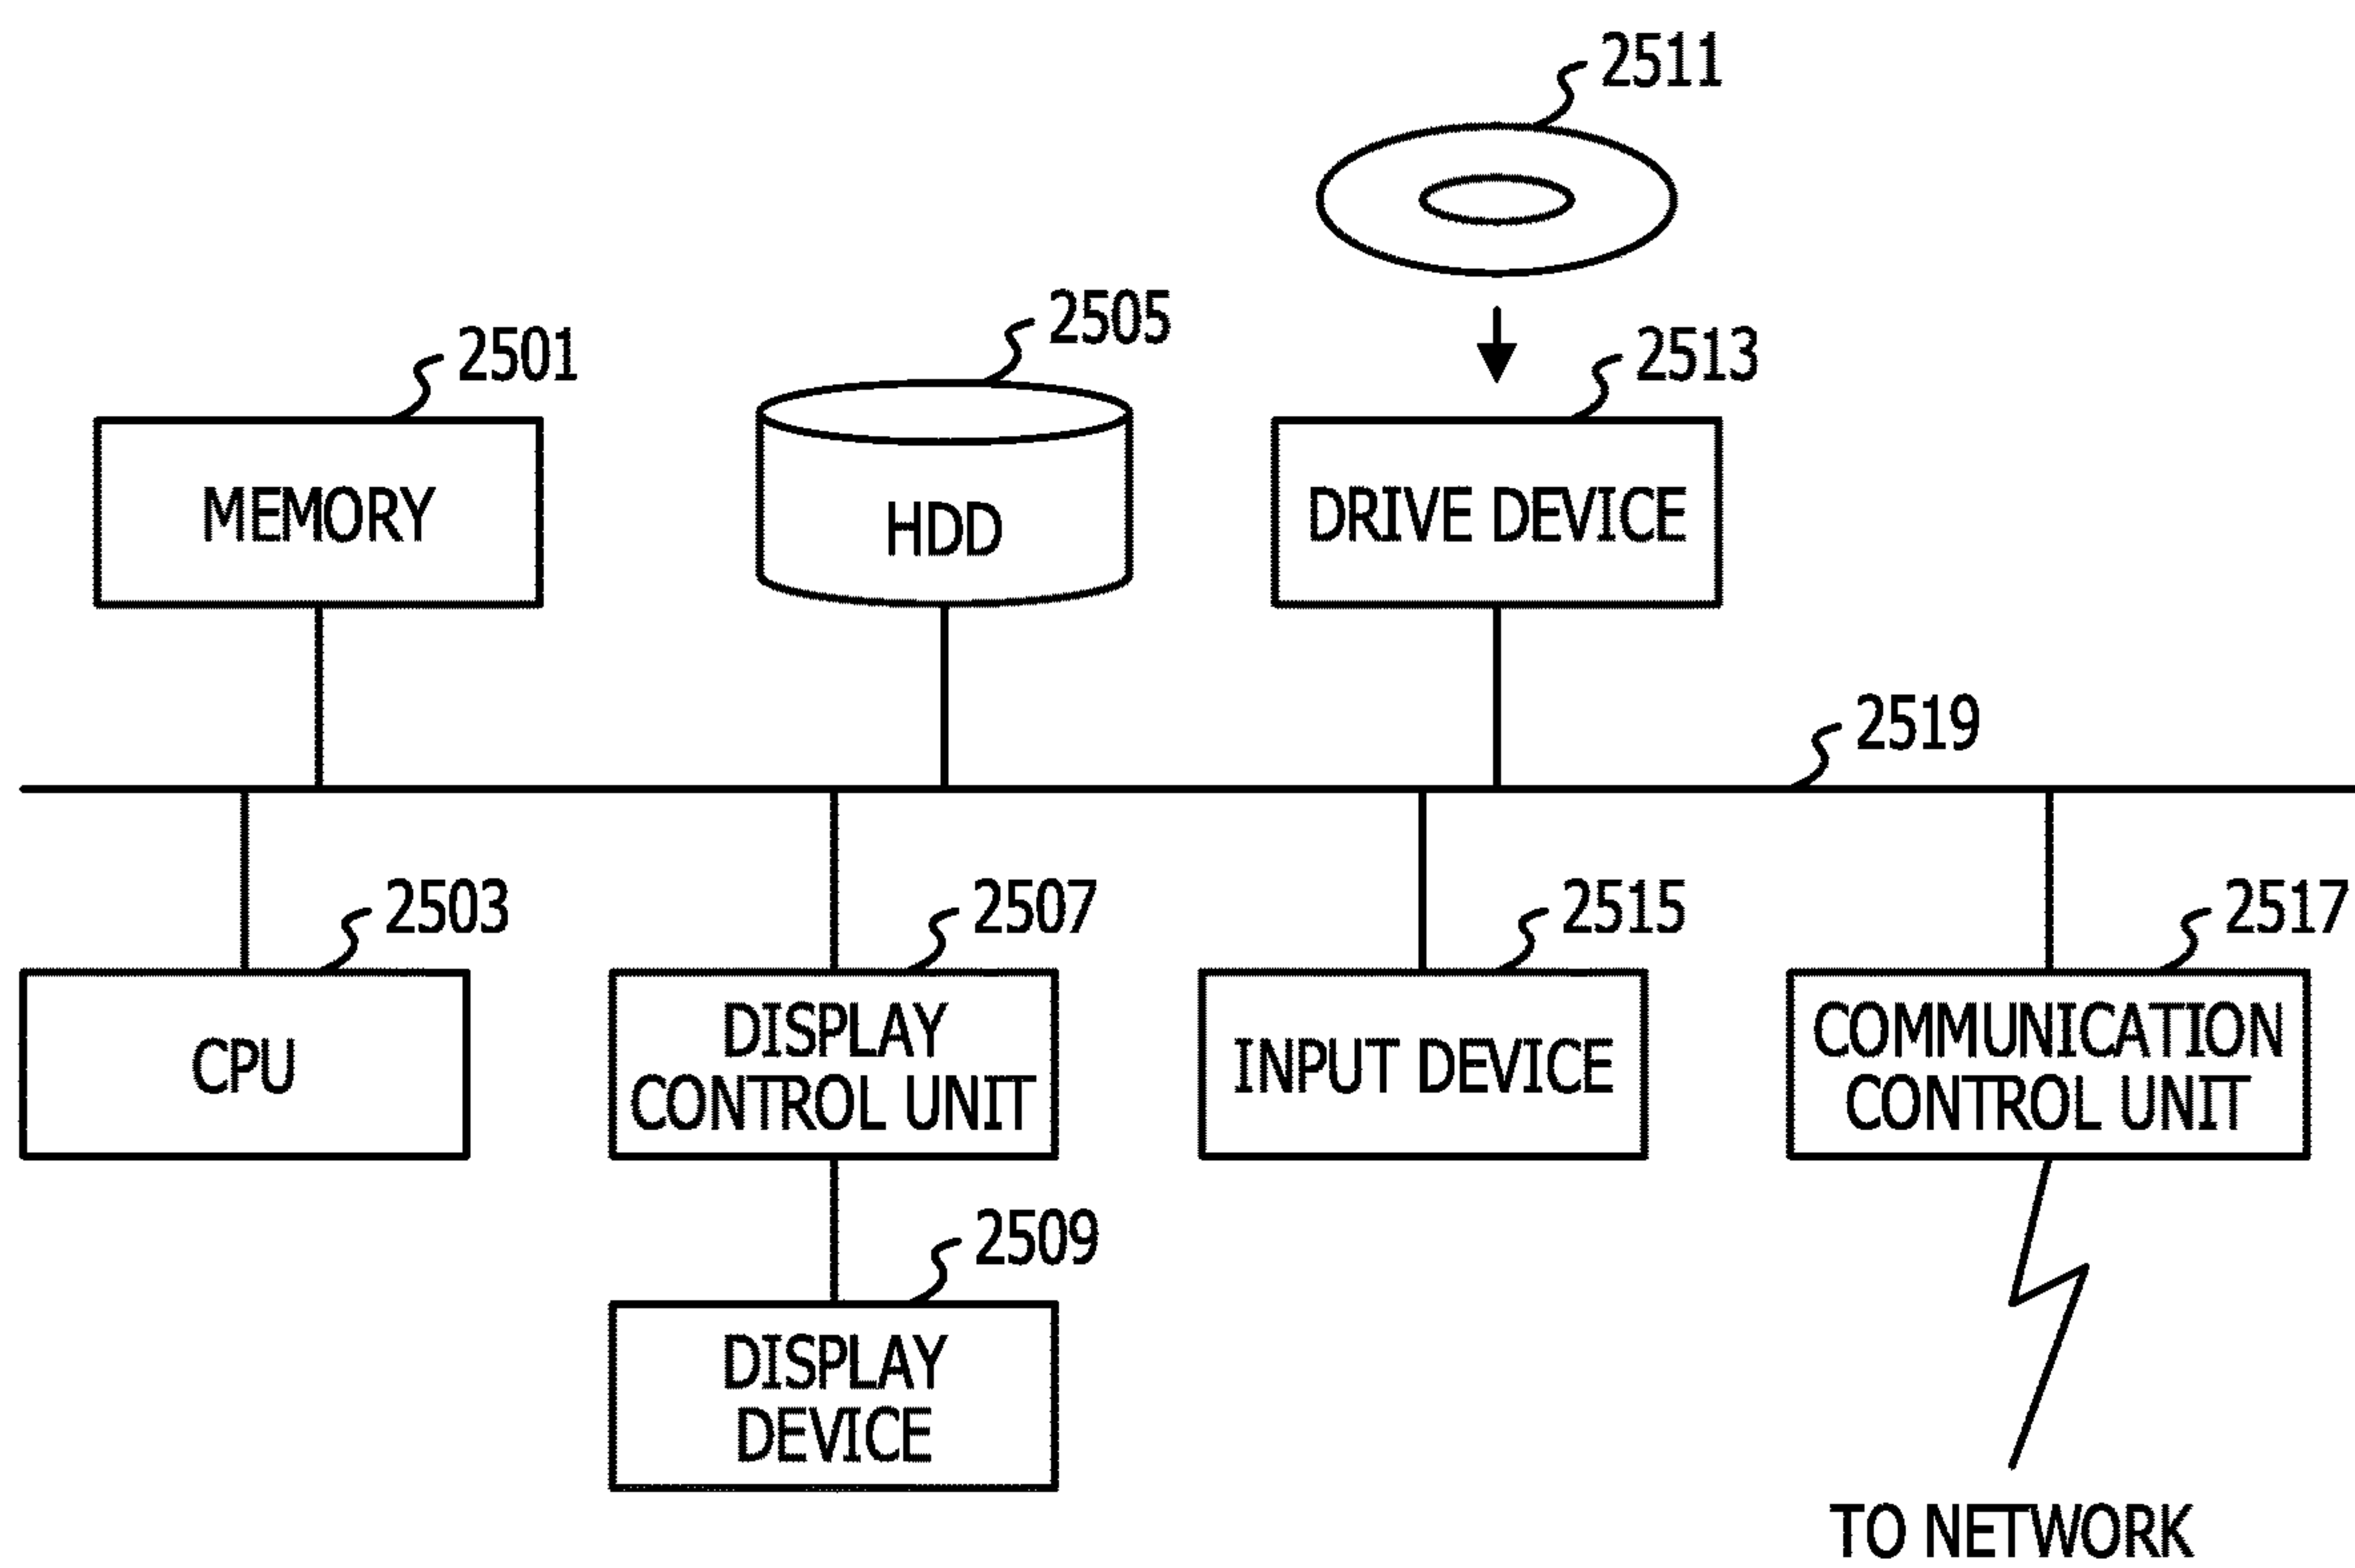 2511
2505
2501
2513
MEMORY
HDD
DRIVE DEVICE
2519
2503
2507
2515
2517
CPU
DISPLAY
CONTROL UNIT
INPUT DEVICE
COMMUNICATION
CONTROL UNIT
2509
DISPLAY
DEVICE
TO NETWORK